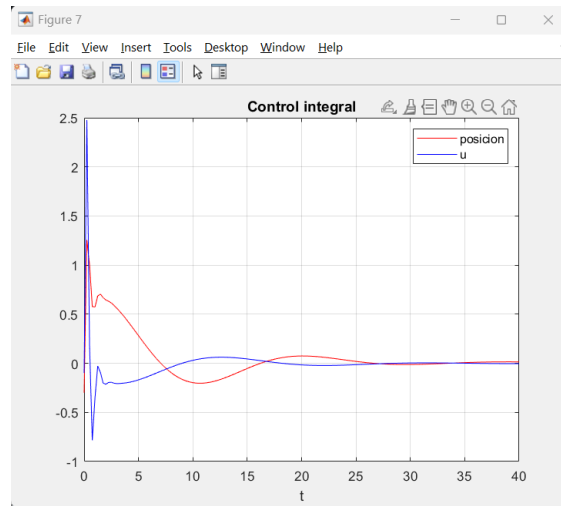 Figure 7
File Edit View Insert Tools Desktop Window Help
Control integral
posicion
u
2.5
2
1.5
1
0.5
0
-0.5
-1
0 5 10 15 20 25 30 35 40
t